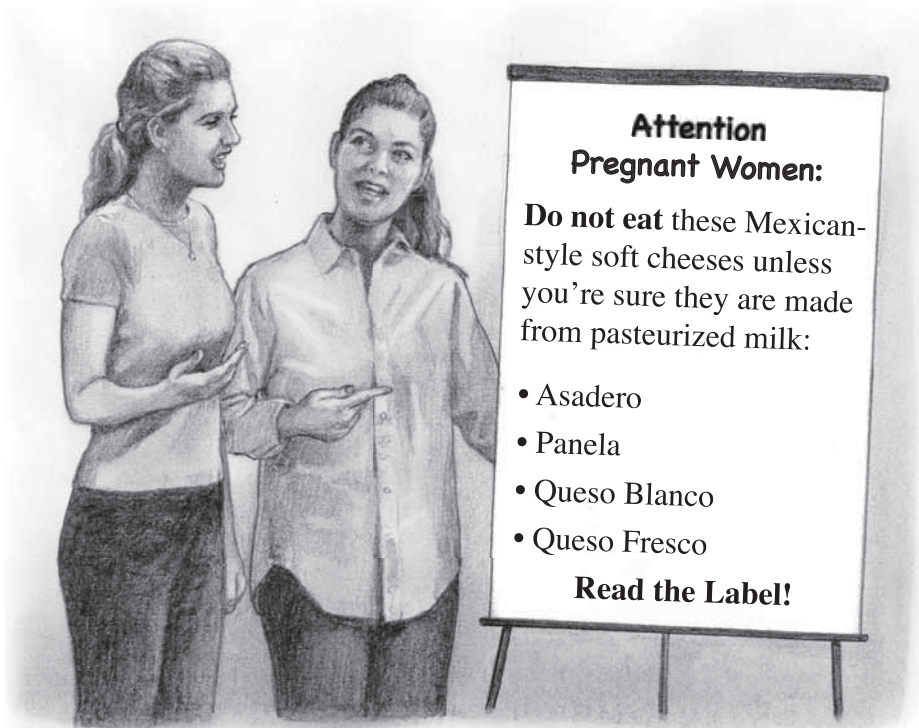 Attention
Pregnant Women:
Do not eat these Mexican-
style soft cheeses unless
you're sure they are made
from pasteurized milk:
• Asadero
• Panela
• Queso Blanco
• Queso Fresco
Read the Label!